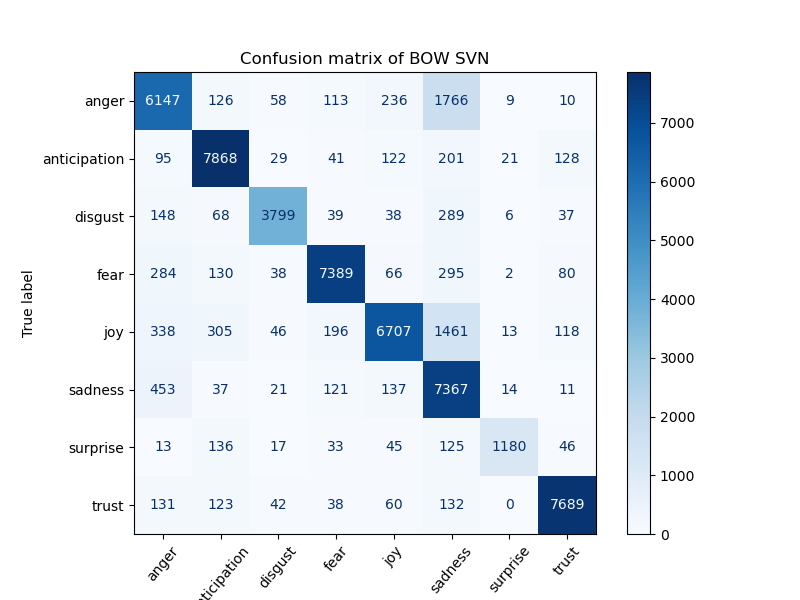 Confusion matrix of BOW SVN
anger 6147 126 58 113 236 1766 9 10
anticipation 95 7868 29 41 122 201 21 128
disgust 148 68 3799 39 38 289 6 37
fear 284 130 38 7389 66 295 2 80
joy 338 305 46 196 6707 1461 13 118
sadness 453 37 21 121 137 7367 14 11
surprise 13 136 17 33 45 125 1180 46
trust 131 123 42 38 60 132 0 7689
True label
anger ticipation disgust fear joy sadness surprise trust
7000
6000
5000
4000
3000
2000
1000
0